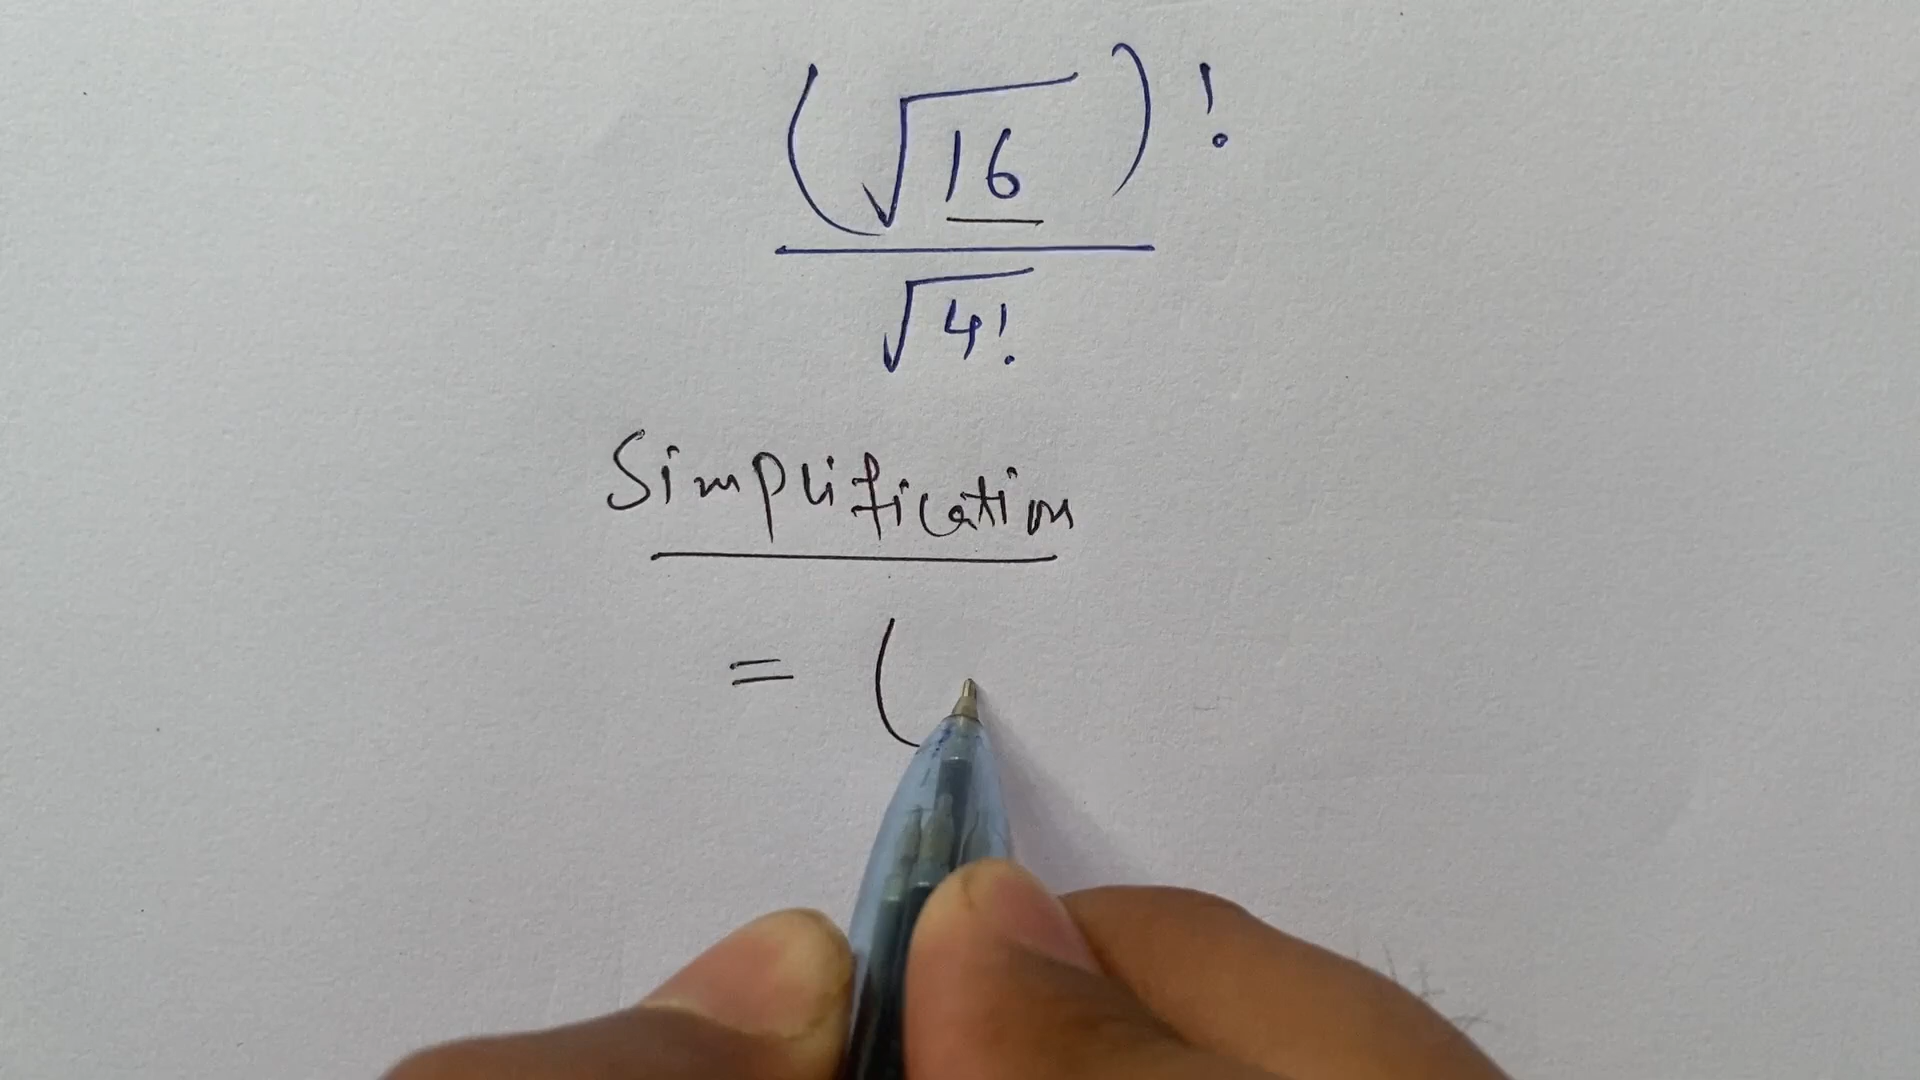 (√16)!
√4!
Simplification
= (